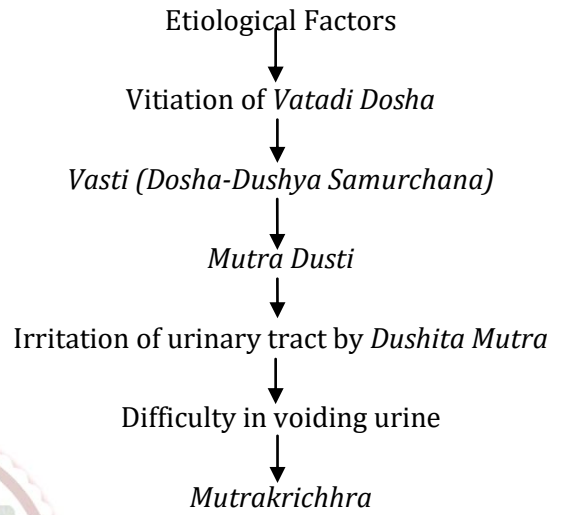 Etiological Factors
Vitiation of Vatadi Dosha
Vasti (Dosha-Dushya Samurchana)
Mutra Dusti
Irritation of urinary tract by Dushita Mutra
Difficulty in voiding urine
Mutrakrichhra